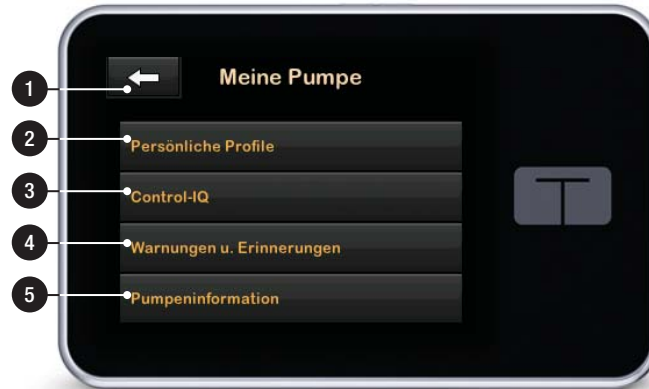 Meine Pumpe
1
2
Persönliche Profile
3
Control-IQ
4
Warnungen u. Erinnerungen
5
Pumpeninformation